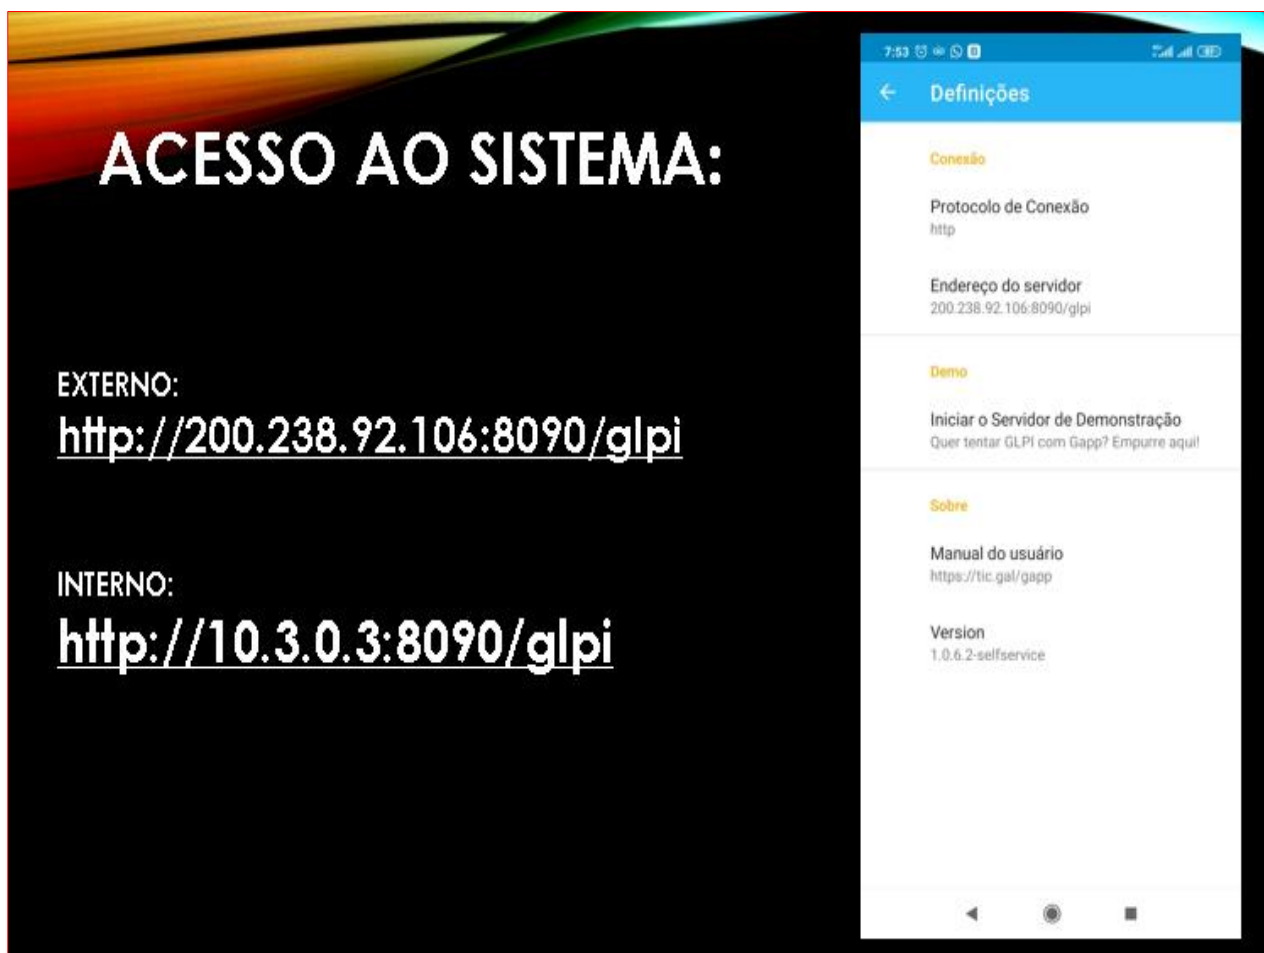 ACESSO AO SISTEMA:
EXTERNO:
http://200.238.92.106:8090/glpi
INTERNO:
http://10.3.0.3:8090/glpi
7:53
Definições
Conexão
Protocolo de Conexão
http
Endereço do servidor
200.238.92.106:8090/glpi
Demo
Iniciar o Servidor de Demonstração
Quer tentar GLPI com Gapp? Empurre aqui!
Sobre
Manual do usuário
https://tic.gal/gapp
Version
1.0.6.2-selfservice